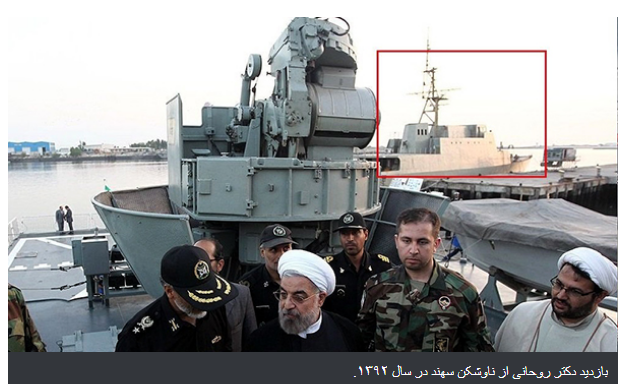 بازدید دکتر روحانی از ناوشکن سهند در سال ۱۳۹۲.